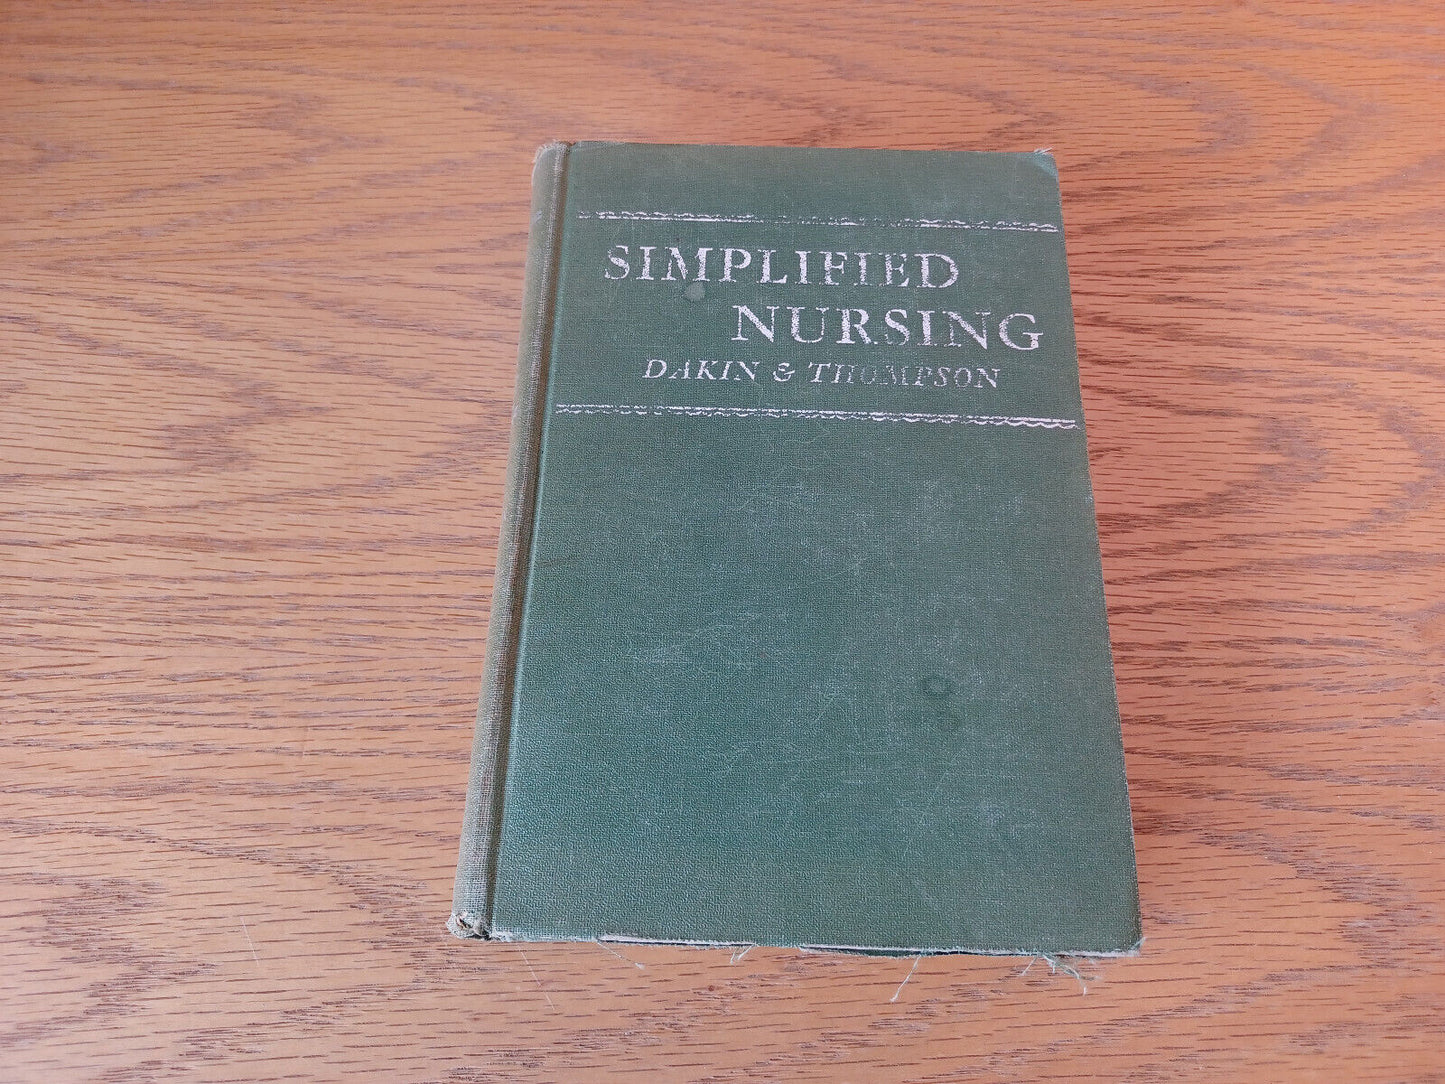 SIMPLIFIED
NURSING
DAKIN & THOMPSON